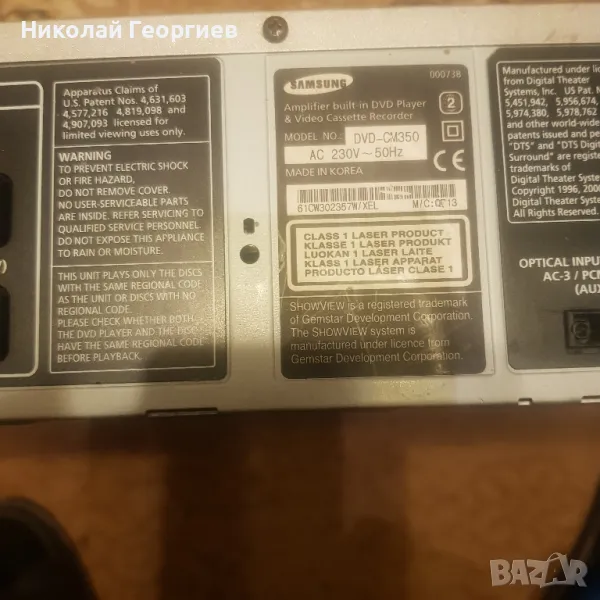 Николай Георгиев
Apparatus Claims of
U.S. Patent Nos. 4,631,603
4,577,216 4,819,098 and
4,907,093 licensed for
limited viewing uses only.
WARNING
TO PREVENT ELECTRIC SHOCK
OR FIRE HAZARD,
DO NOT REMOVE COVER.
NO USER-SERVICEABLE PARTS
ARE INSIDE. REFER SERVICING TO
QUALIFIED SERVICE PERSONNEL
DO NOT EXPOSE THIS APPLIANCE
TO RAIN OR MOISTURE.
THIS UNIT PLAYS ONLY THE DISCS
WITH THE SAME REGIONAL CODE
AS THE UNIT OR DISCS WITH NO
REGIONAL CODE.
PLEASE CHECK WHETHER BOTH
THE DVD PLAYER AND THE DISC
HAVE THE SAME REGIONAL CODE
BEFORE PLAYBACK.
SAMSUNG
000738
Amplifier built-in DVD Player
& Video Cassette Recorder
2
MODEL NO.: DVD-CM350
AC 230V~50Hz
MADE IN KOREA
CE
61CW302367W/XEL
M/C:QF13
CLASS 1 LASER PRODUCT
KLASSE 1 LASER PRODUKT
LUOKAN 1 LASER LAITE
KLASS 1 LASER APPARAT
PRODUCTO LÁSER CLASE 1
SHOWVIEW is a registered trademark
of Gemstar Development Corporation.
The SHOWVIEW system is
manufactured under licence from
Gemstar Development Corporation.
Manufactured under lice
from Digital Theater
Systems, Inc. US Pat. N
5,451,942, 5,956,674,
5,974,380, 5,978,762
and other world-wide
patents issued and pe
"DTS" and "DTS Digit
Surround" are registe
trademarks of
Digital Theater System
Copyright 1996, 200
Digital Theater Syste
All Rights Reserved.
OPTICAL INPU
AC-3 / PCM
(AUX
BAZAR